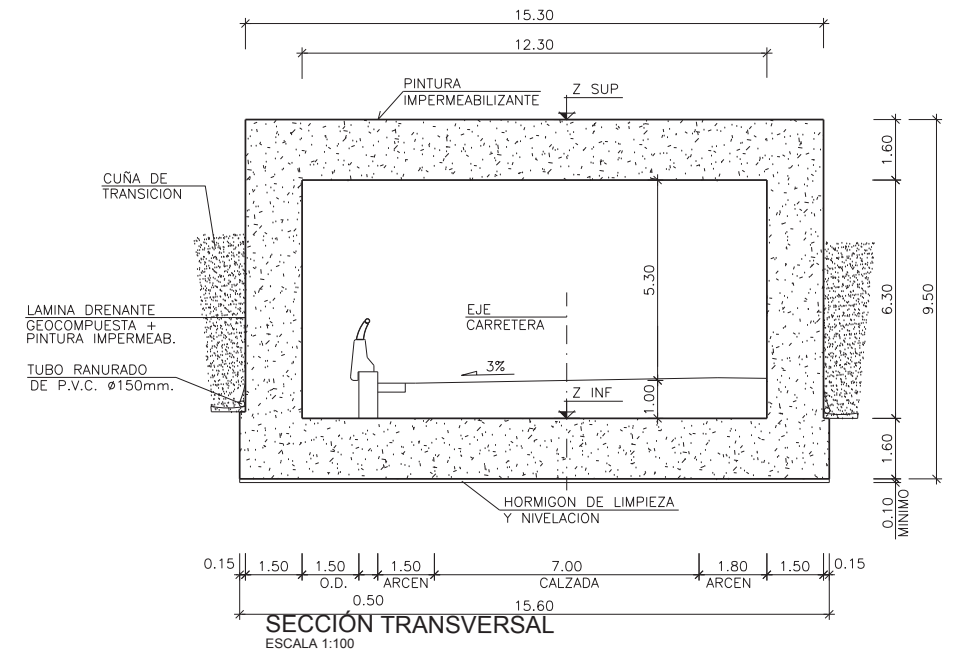 15.30
12.30
PINTURA
IMPERMEABILIZANTE
Z SUP
1.60
CUÑA DE
TRANSICION
5.30
6.30
9.50
LAMINA DRENANTE
GEOCOMPUESTA +
PINTURA IMPERMEAB.
EJE
CARRETERA
TUBO RANURADO
DE P.V.C. ø150mm.
3%
Z INF
1.00
1.60
HORMIGON DE LIMPIEZA
Y NIVELACION
0.10
MINIMO
0.15 1.50 1.50 1.50 7.00 1.80 1.50 0.15
O.D. ARCEN CALZADA ARCEN
0.50
15.60
SECCIÓN TRANSVERSAL
ESCALA 1:100